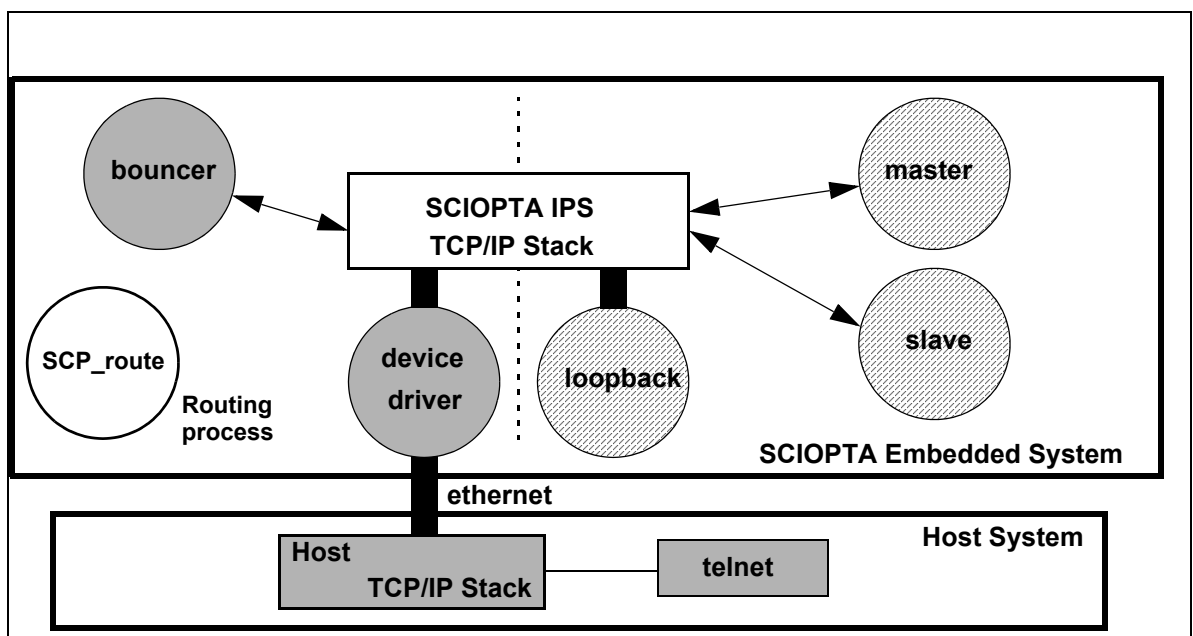 bouncer
SCIOPTA IPS
TCP/IP Stack
master
SCP_route
Routing
process
device
driver
loopback
slave
SCIOPTA Embedded System
ethernet
Host System
Host
TCP/IP Stack
telnet